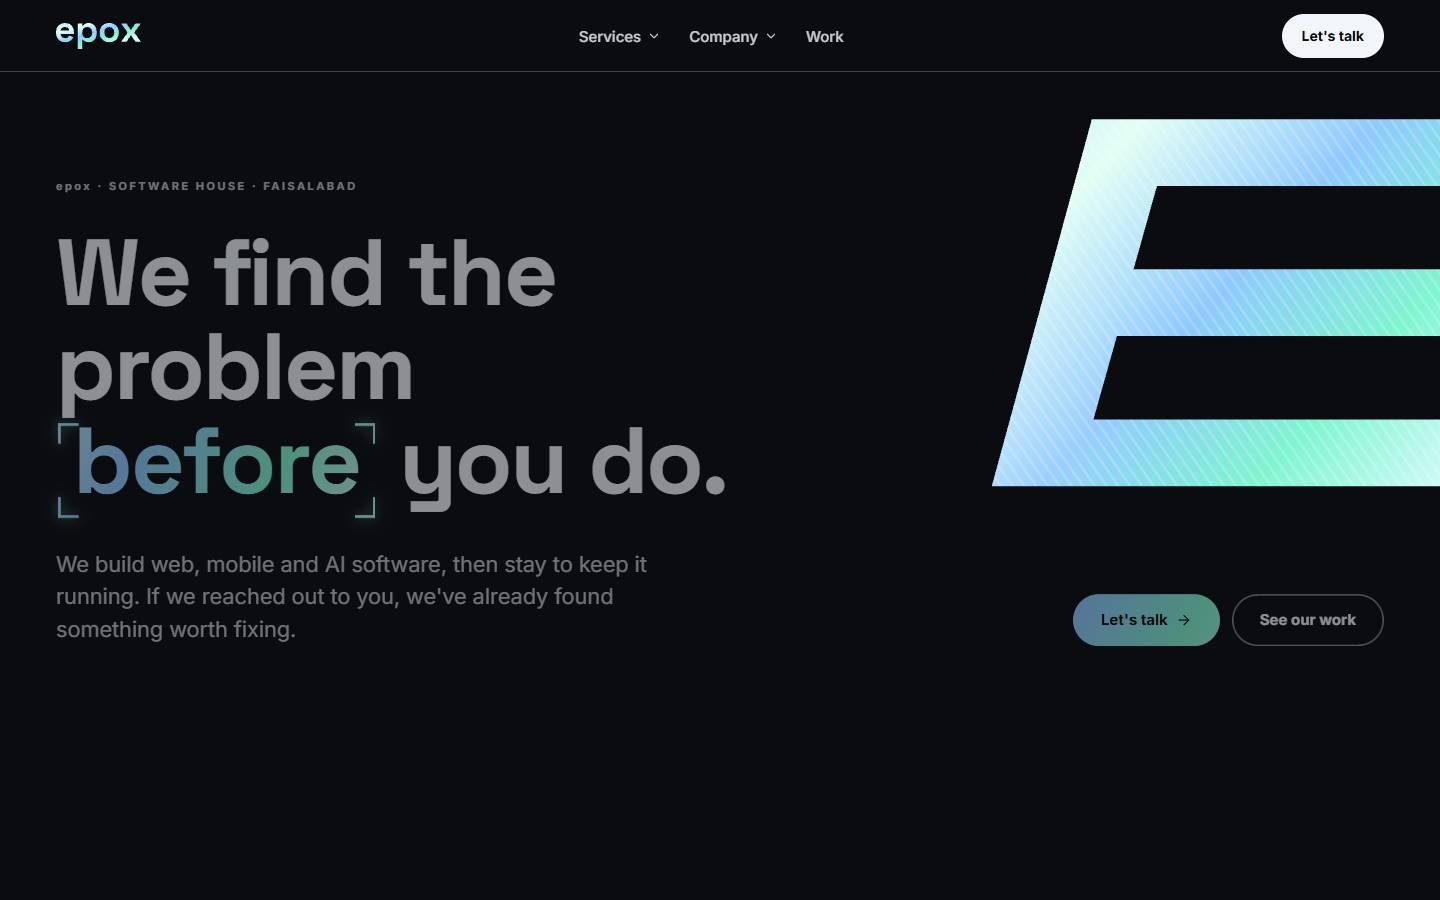 epox
Services
Company
Work
Let's talk
epox · SOFTWARE HOUSE · FAISALABAD
We find the
problem
before you do.
We build web, mobile and AI software, then stay to keep it
running. If we reached out to you, we've already found
something worth fixing.
Let's talk →
See our work
E